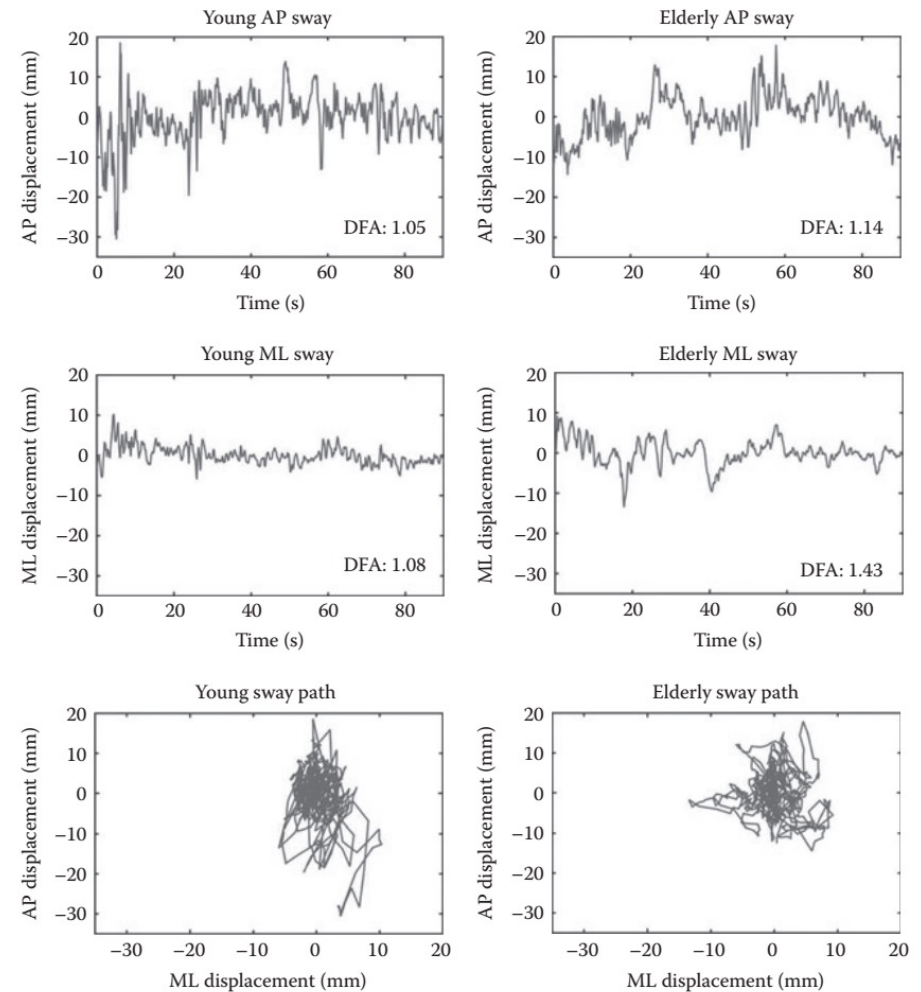 Young AP sway
20
10
0
−10
−20
−30
AP displacement (mm)
DFA: 1.05
0 20 40 60 80
Time (s)
Elderly AP sway
20
10
0
−10
−20
−30
AP displacement (mm)
DFA: 1.14
0 20 40 60 80
Time (s)
Young ML sway
20
10
0
−10
−20
−30
ML displacement (mm)
DFA: 1.08
0 20 40 60 80
Time (s)
Elderly ML sway
20
10
0
−10
−20
−30
ML displacement (mm)
DFA: 1.43
0 20 40 60 80
Time (s)
Young sway path
20
10
0
−10
−20
−30
AP displacement (mm)
−30 −20 −10 0 10 20
ML displacement (mm)
Elderly sway path
20
10
0
−10
−20
−30
AP displacement (mm)
−30 −20 −10 0 10 20
ML displacement (mm)